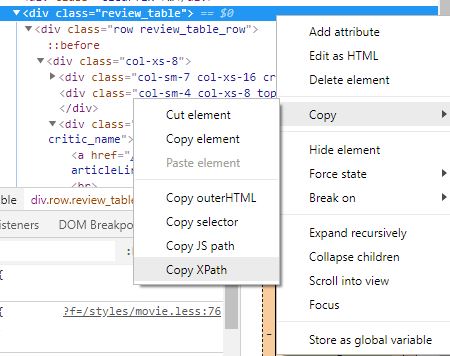 <div class="review_table"> == $0
<div class="row review_table_row">
::before
<div class="col-xs-8">
<div class="col-sm-7 col-xs-16 cr
<div class="col-sm-4 col-xs-8 top
</div>
<div class=
critic_name">
<a href="
articleLin
<br>
ble
div.row.review_tabl
isteners
DOM Breakpo
{
{
?f=/styles/movie.less:76
Cut element
Copy element
Paste element
Copy outerHTML
Copy selector
Copy JS path
Copy XPath
Add attribute
Edit as HTML
Delete element
Copy
Hide element
Force state
Break on
Expand recursively
Collapse children
Scroll into view
Focus
Store as global variable